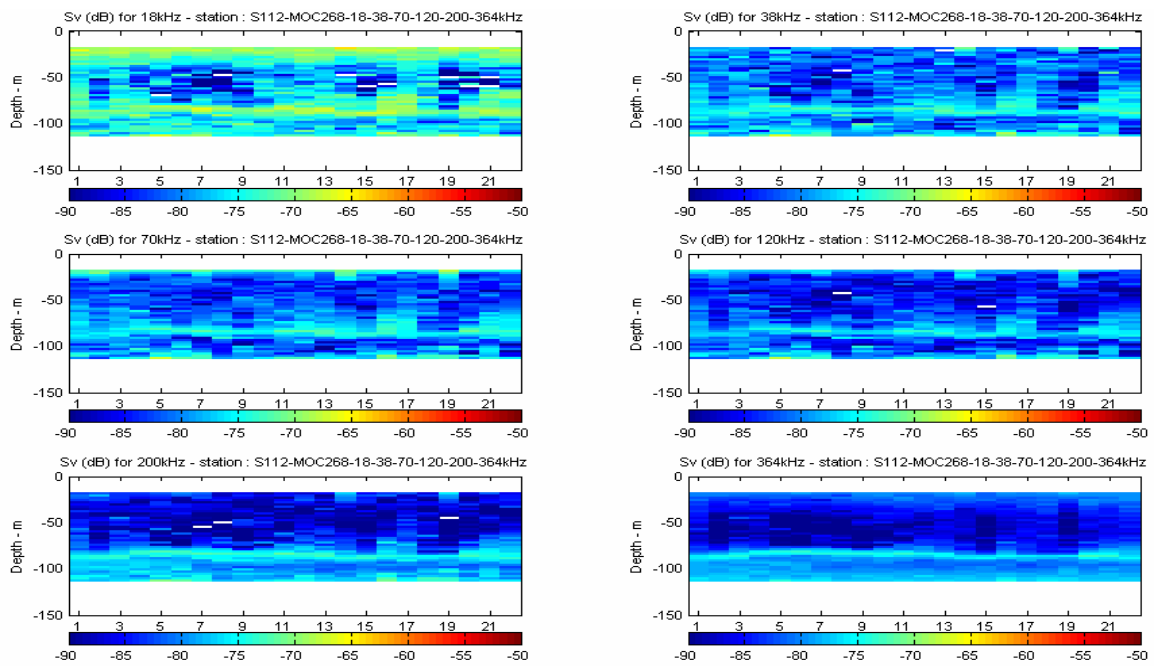 Sv (dB) for 18kHz - station : S112-MOC268-18-38-70-120-200-364kHz
0
-50
-100
-150
Depth - m
1 3 5 7 9 11 13 15 17 19 21
-90 -85 -80 -75 -70 -65 -60 -55 -50
Sv (dB) for 38kHz - station : S112-MOC268-18-38-70-120-200-364kHz
0
-50
-100
-150
Depth - m
1 3 5 7 9 11 13 15 17 19 21
-90 -85 -80 -75 -70 -65 -60 -55 -50
Sv (dB) for 70kHz - station : S112-MOC268-18-38-70-120-200-364kHz
0
-50
-100
-150
Depth - m
1 3 5 7 9 11 13 15 17 19 21
-90 -85 -80 -75 -70 -65 -60 -55 -50
Sv (dB) for 120kHz - station : S112-MOC268-18-38-70-120-200-364kHz
0
-50
-100
-150
Depth - m
1 3 5 7 9 11 13 15 17 19 21
-90 -85 -80 -75 -70 -65 -60 -55 -50
Sv (dB) for 200kHz - station : S112-MOC268-18-38-70-120-200-364kHz
0
-50
-100
-150
Depth - m
1 3 5 7 9 11 13 15 17 19 21
-90 -85 -80 -75 -70 -65 -60 -55 -50
Sv (dB) for 364kHz - station : S112-MOC268-18-38-70-120-200-364kHz
0
-50
-100
-150
Depth - m
1 3 5 7 9 11 13 15 17 19 21
-90 -85 -80 -75 -70 -65 -60 -55 -50